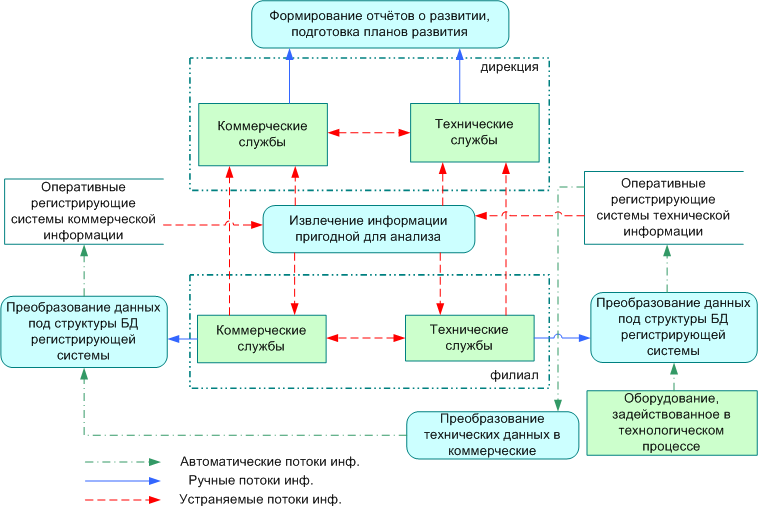 Формирование отчётов о развитии,
подготовка планов развития
дирекция
Коммерческие
службы
Технические
службы
Оперативные
регистрирующие
системы коммерческой
информации
Извлечение информации
пригодной для анализа
Оперативные
регистрирующие
системы технической
информации
Преобразование данных
под структуры БД
регистрирующей
системы
Коммерческие
службы
Технические
службы
филиал
Преобразование данных
под структуры БД
регистрирующей
системы
Преобразование
технических данных в
коммерческие
Оборудование,
задействованное в
технологическом
процессе
Автоматические потоки инф.
Ручные потоки инф.
Устраняемые потоки инф.